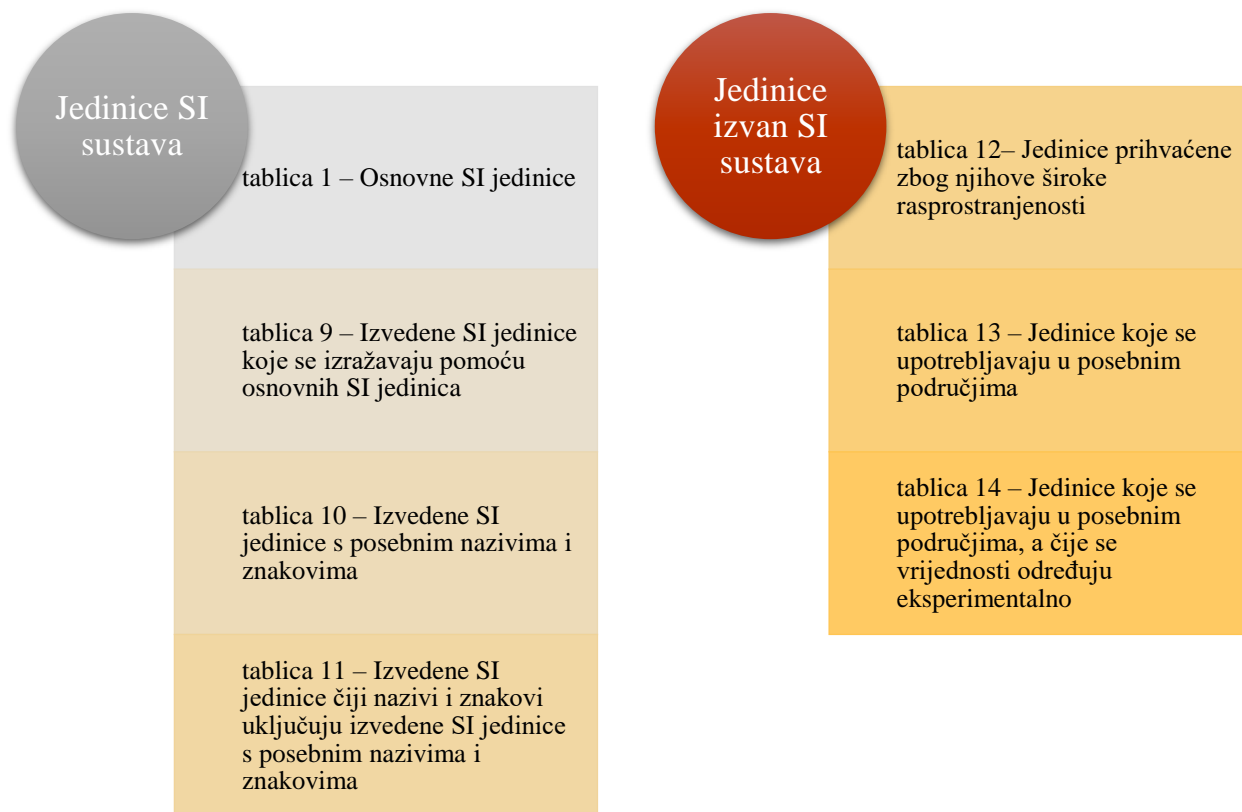 Jedinice SI
sustava
tablica 1 – Osnovne SI jedinice
tablica 9 – Izvedene SI jedinice
koje se izražavaju pomoću
osnovnih SI jedinica
tablica 10 – Izvedene SI
jedinice s posebnim nazivima i
znakovima
tablica 11 – Izvedene SI
jedinice čiji nazivi i znakovi
uključuju izvedene SI jedinice
s posebnim nazivima i
znakovima
Jedinice
izvan SI
sustava
tablica 12– Jedinice prihvaćene
zbog njihove široke
rasprostranjenosti
tablica 13 – Jedinice koje se
upotrebljavaju u posebnim
područjima
tablica 14 – Jedinice koje se
upotrebljavaju u posebnim
područjima, a čije se
vrijednosti određuju
eksperimentalno